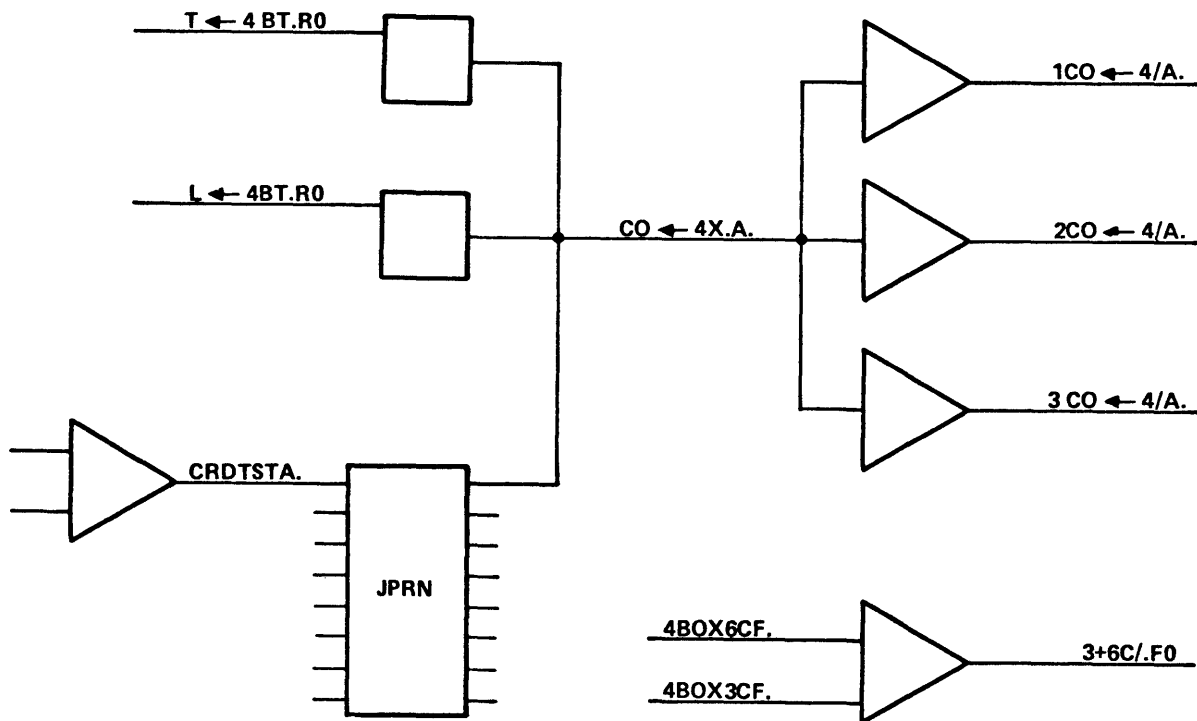 T ← 4 BT.R0
1CO ← 4/A.
L ← 4BT.R0
CO ← 4X.A.
2CO ← 4/A.
3 CO ← 4/A.
CRDTSTA.
JPRN
4BOX6CF.
3+6C/.F0
4BOX3CF.